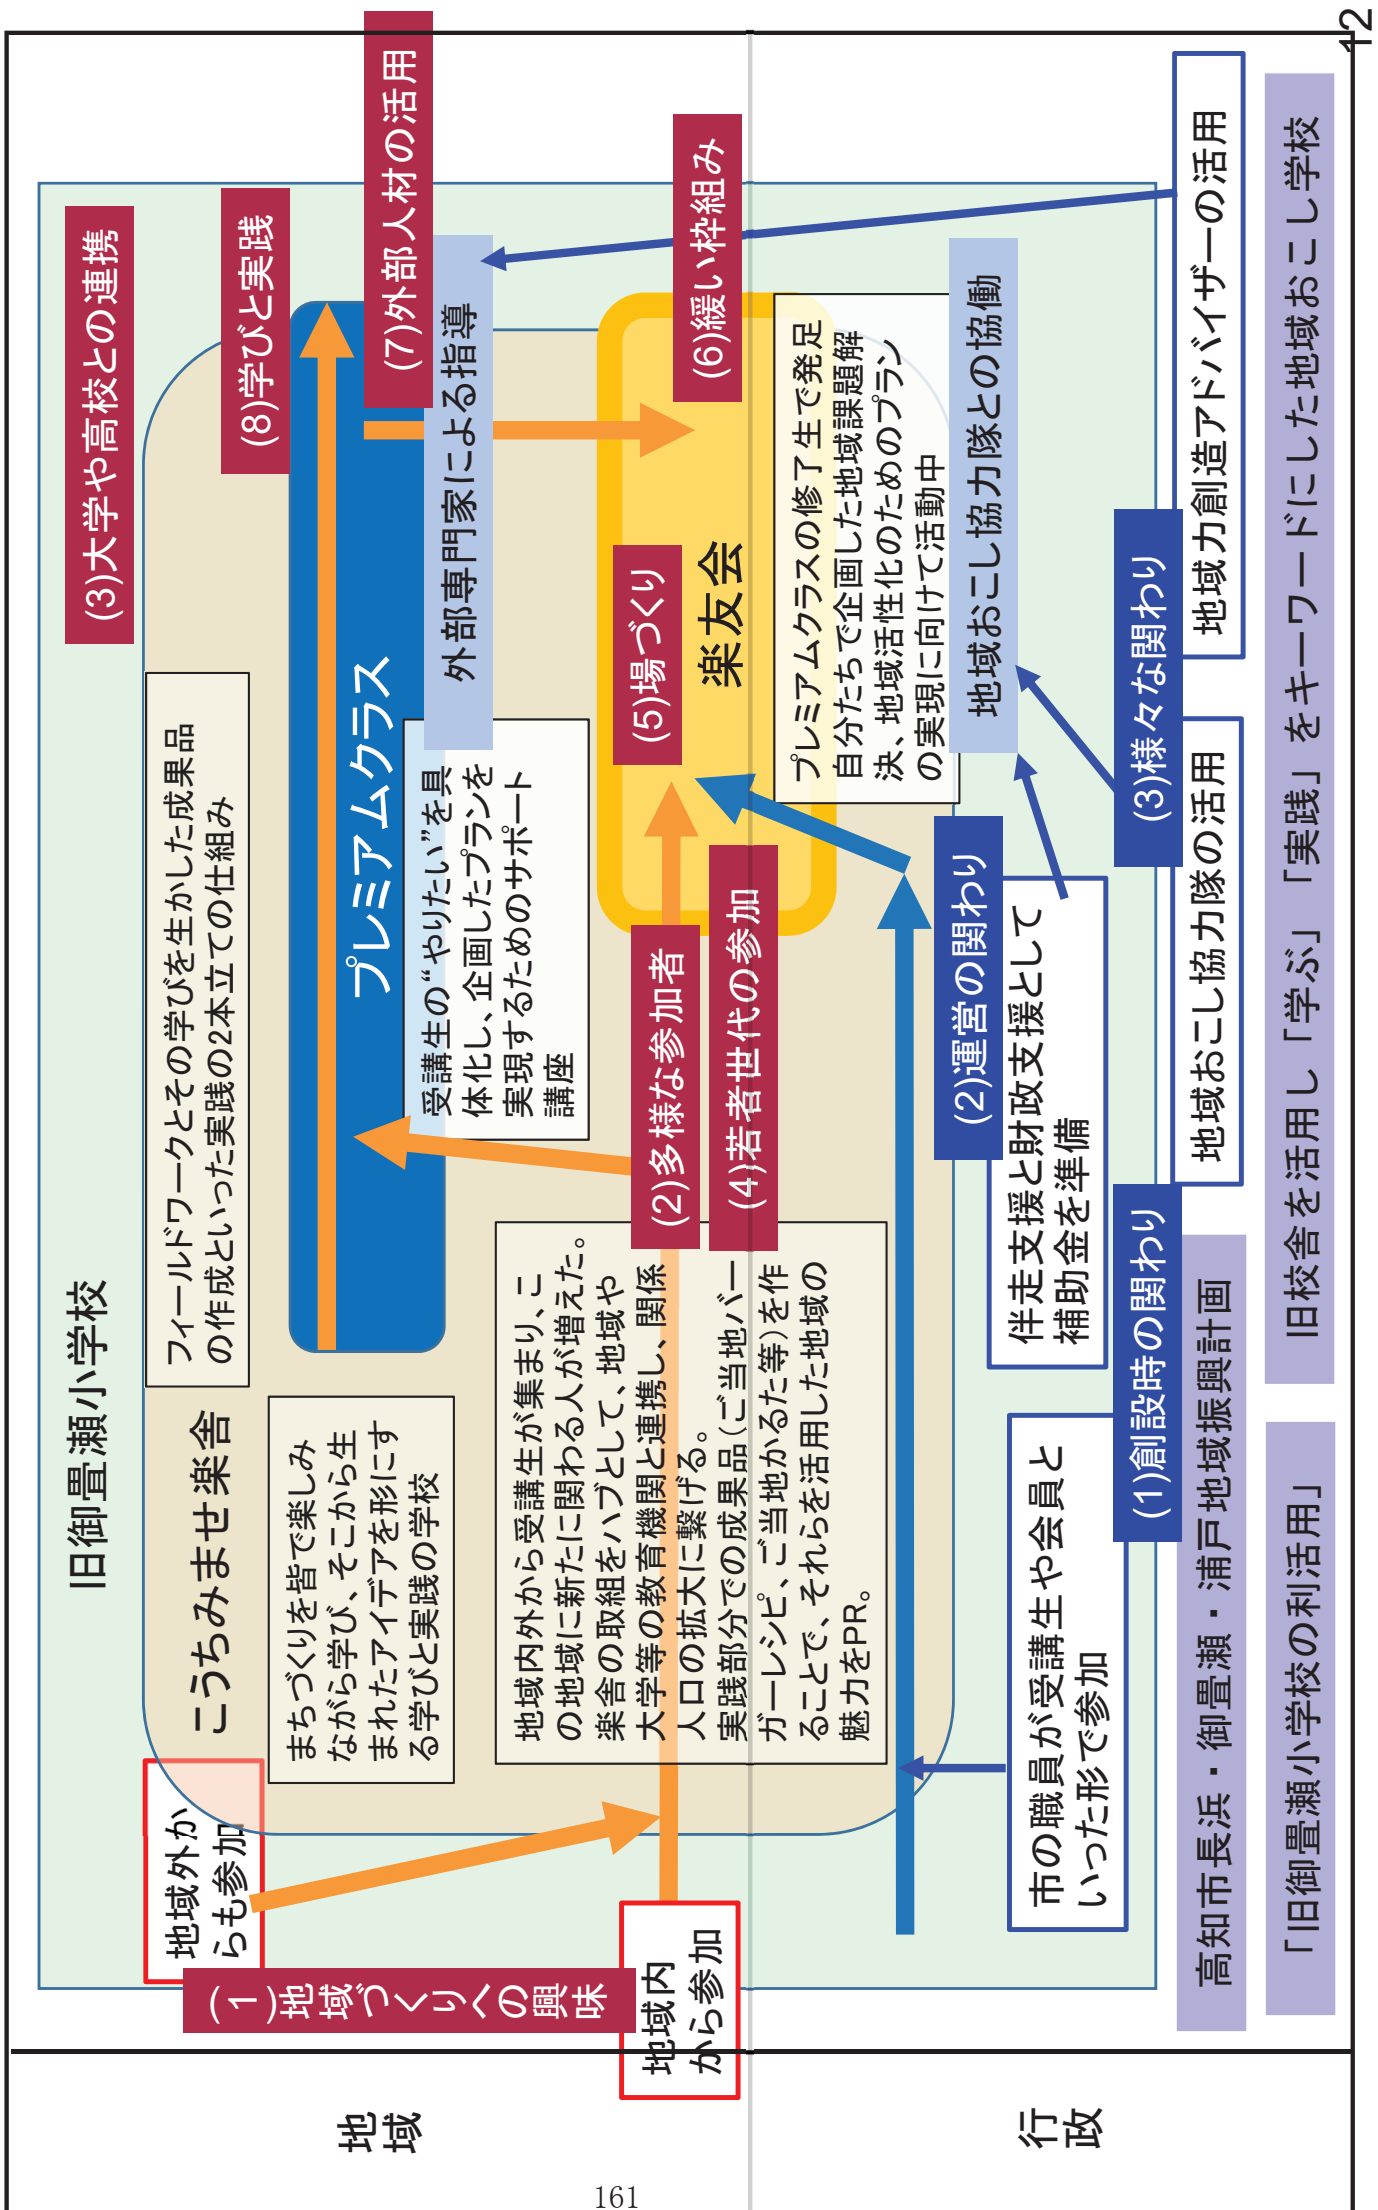 旧御畳瀬小学校
(3)大学や高校との連携
こうちみませ楽舎
フィールドワークとその学びを生かした成果品
の作成といった実践の2本立ての仕組み
(8)学びと実践
地域外か
らも参加
まちづくりを皆で楽しみ
ながら学び、そこから生
まれたアイデアを形にす
る学びと実践の学校
プレミアムクラス
(7)外部人材の活用
受講生の“やりたい”を具
体化し、企画したプランを
実現するためのサポート
講座
外部専門家による指導
(1)地域づくりへの興味
地域内外から受講生が集まり、こ
の地域に新たに関わる人が増えた。
楽舎の取組をハブとして、地域や
大学等の教育機関と連携し、関係
人口の拡大に繋げる。
実践部分での成果品（ご当地バー
ガーレシピ、ご当地かるた等）を作
ることで、それらを活用した地域の
魅力をPR。
(2)多様な参加者
(4)若者世代の参加
(5)場づくり
(6)緩い枠組み
楽友会
プレミアムクラスの修了生で発足
自分たちで企画した地域課題解
決、地域活性化のためのプラン
の実現に向けて活動中
地域内
から参加
地域
行政
(2)運営の関わり
地域おこし協力隊との協働
市の職員が受講生や会員と
いった形で参加
伴走支援と財政支援として
補助金を準備
(1)創設時の関わり
(3)様々な関わり
高知市長浜・御畳瀬・浦戸地域振興計画
地域おこし協力隊の活用
地域力創造アドバイザーの活用
「旧御畳瀬小学校の利活用」
旧校舎を活用し「学ぶ」「実践」をキーワードにした地域おこし学校
12
161